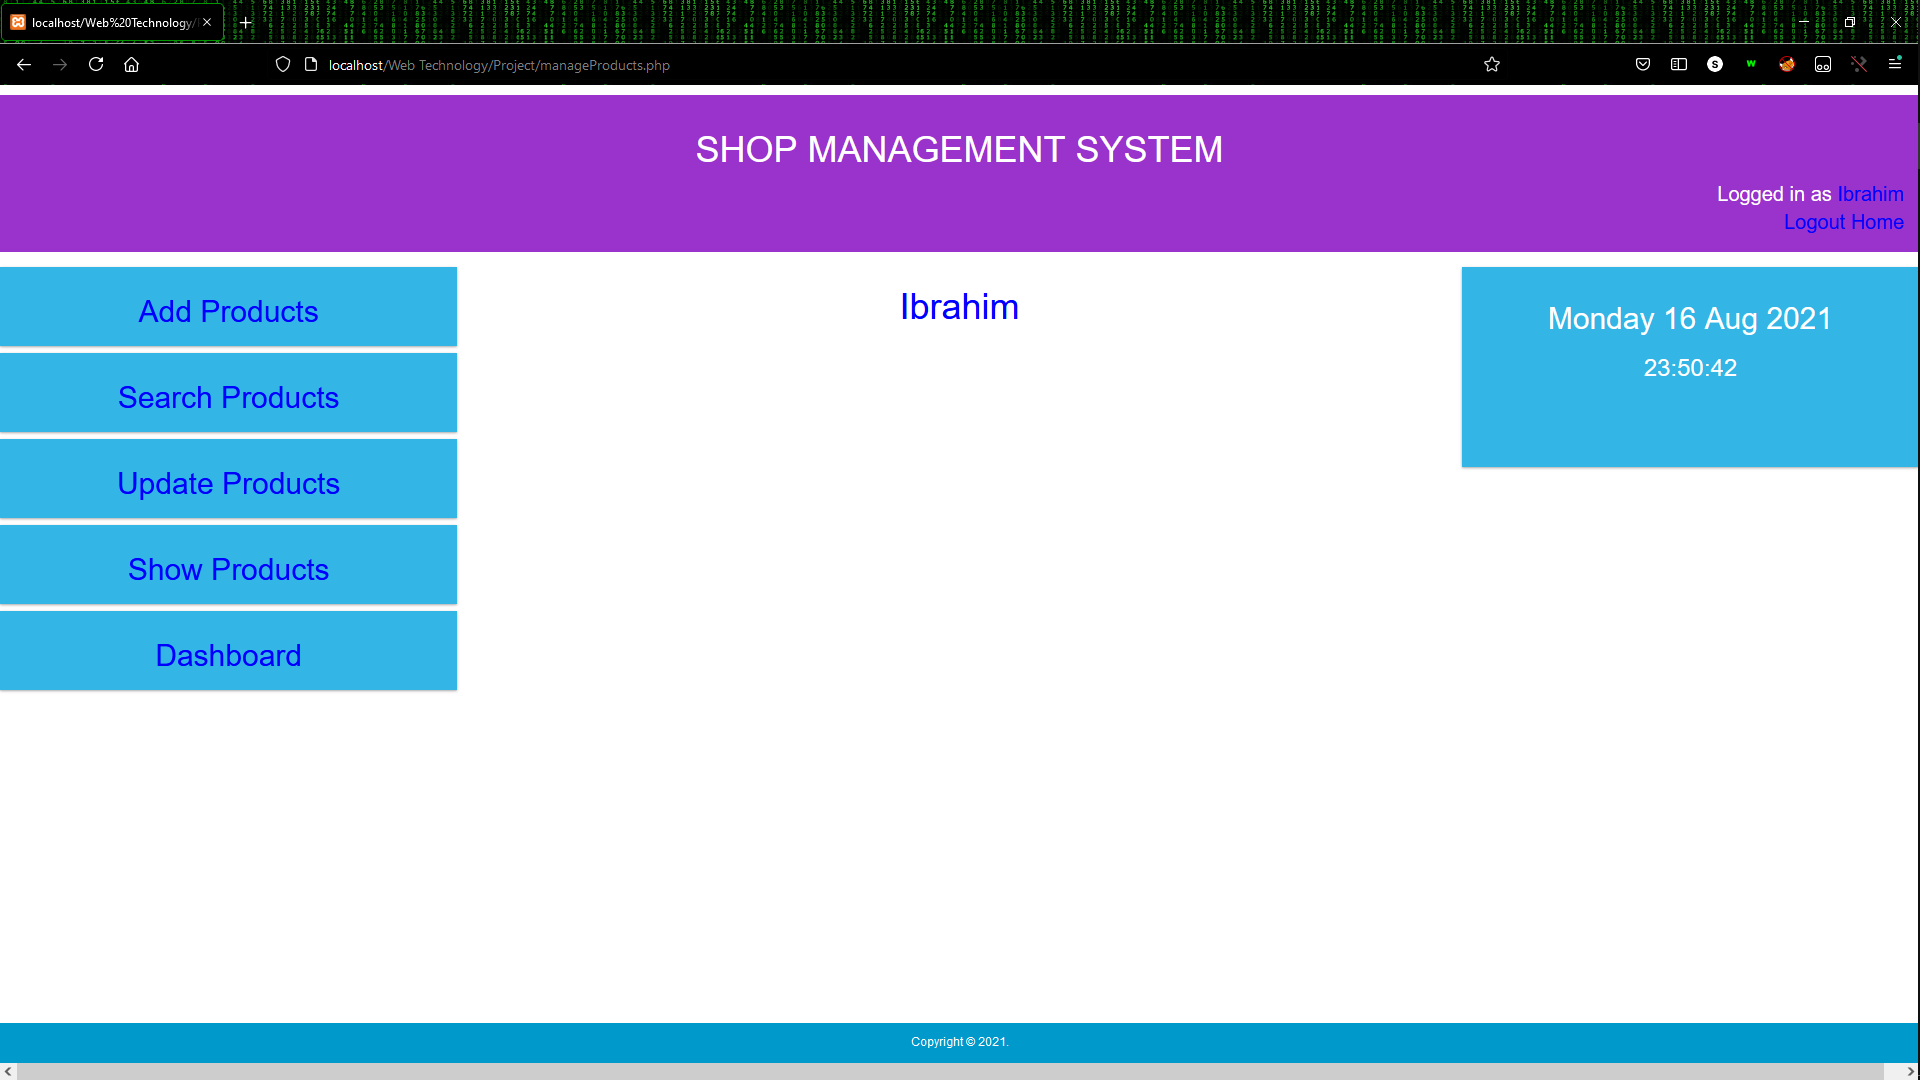 localhost/Web%20Technology/
localhost/Web Technology/Project/manageProducts.php
SHOP MANAGEMENT SYSTEM
Logged in as Ibrahim
Logout Home
Add Products
Search Products
Update Products
Show Products
Dashboard
Ibrahim
Monday 16 Aug 2021
23:50:42
Copyright © 2021.